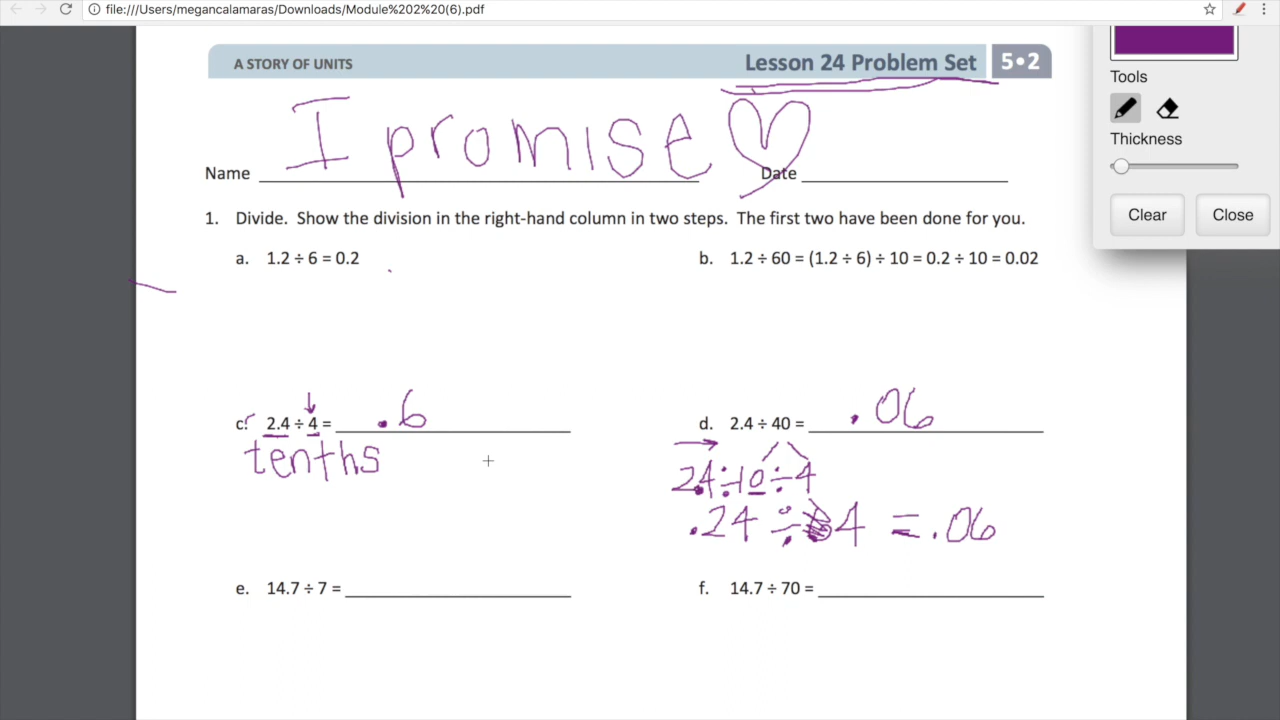 file:///Users/megancalamaras/Downloads/Module%202%20(6).pdf
A STORY OF UNITS Lesson 24 Problem Set 5•2
Tools
Thickness
Clear Close
I promise
Name Date
1. Divide. Show the division in the right-hand column in two steps. The first two have been done for you.
a. 1.2 ÷ 6 = 0.2
b. 1.2 ÷ 60 = (1.2 ÷ 6) ÷ 10 = 0.2 ÷ 10 = 0.02
c. 2.4 ÷ 4 = .6
tenths
d. 2.4 ÷ 40 = .06
2.4 ÷ 10 ÷ 4
.24 ÷ 4 = .06
e. 14.7 ÷ 7 =
f. 14.7 ÷ 70 =